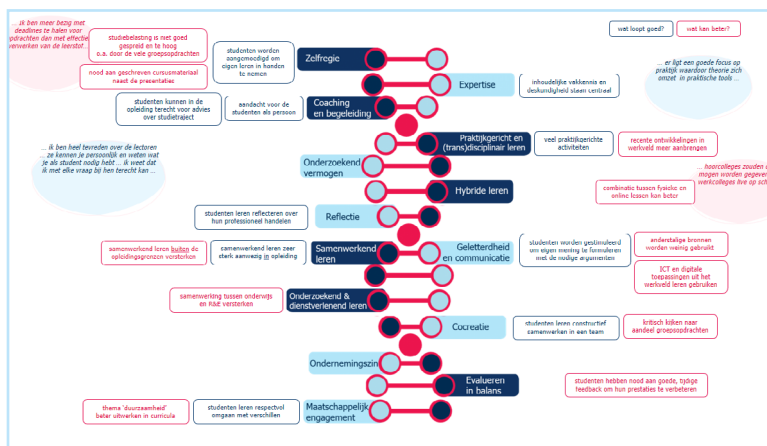 ... ik ben meer bezig met
deadlines te halen voor
opdrachten dan met effectief
verwerken van de leerstof...
studiebelasting is niet goed
gespreid en te hoog
o.a. door de vele groepsopdrachten
nood aan geschreven cursusmateriaal
naast de presentaties
studenten worden
aangemoedigd om
eigen leren in handen
te nemen
Zelfregie
wat loopt goed?
wat kan beter?
Expertise
inhoudelijke vakkennis en
deskundigheid staan centraal
... er ligt een goede focus op
praktijk waardoor theorie zich
omzet in praktische tools ...
studenten kunnen in de
opleiding terecht voor advies
over studietraject
aandacht voor de
studenten als persoon
Coaching
en begeleiding
Praktijkgericht en
(trans)disciplinair leren
veel praktijkgerichte
activiteiten
recente ontwikkelingen in
werkveld meer aanbrengen
... ik ben heel tevreden over de lectoren
... ze kennen je persoonlijk en weten wat
je als student nodig hebt ... ik weet dat
ik met elke vraag bij hen terecht kan ...
Onderzoekend
vermogen
Hybride leren
combinatie tussen fysieke en
online lessen kan beter
... hoorcolleges zouden
mogen worden gegeven
werkcolleges live op
studenten leren reflecteren over
hun professioneel handelen
Reflectie
samenwerkend leren buiten de
opleidingsgrenzen versterken
samenwerkend leren zeer
sterk aanwezig in opleiding
Samenwerkend
leren
Geletterdheid
en communicatie
studenten worden gestimuleerd
om eigen mening te formuleren
met de nodige argumenten
anderstalige bronnen
worden weinig gebruikt
ICT en digitale
toepassingen uit het
werkveld leren gebruiken
samenwerking tussen onderwijs
en R&E versterken
Onderzoekend &
dienstverlenend leren
Cocreatie
studenten leren constructief
samenwerken in een team
kritisch kijken naar
aandeel groepsopdrachten
Ondernemingszin
Evalueren
in balans
studenten hebben nood aan goede, tijdige
feedback om hun prestaties te verbeteren
thema 'duurzaamheid'
beter uitwerken in curricula
studenten leren respectvol
omgaan met verschillen
Maatschappelijk
engagement